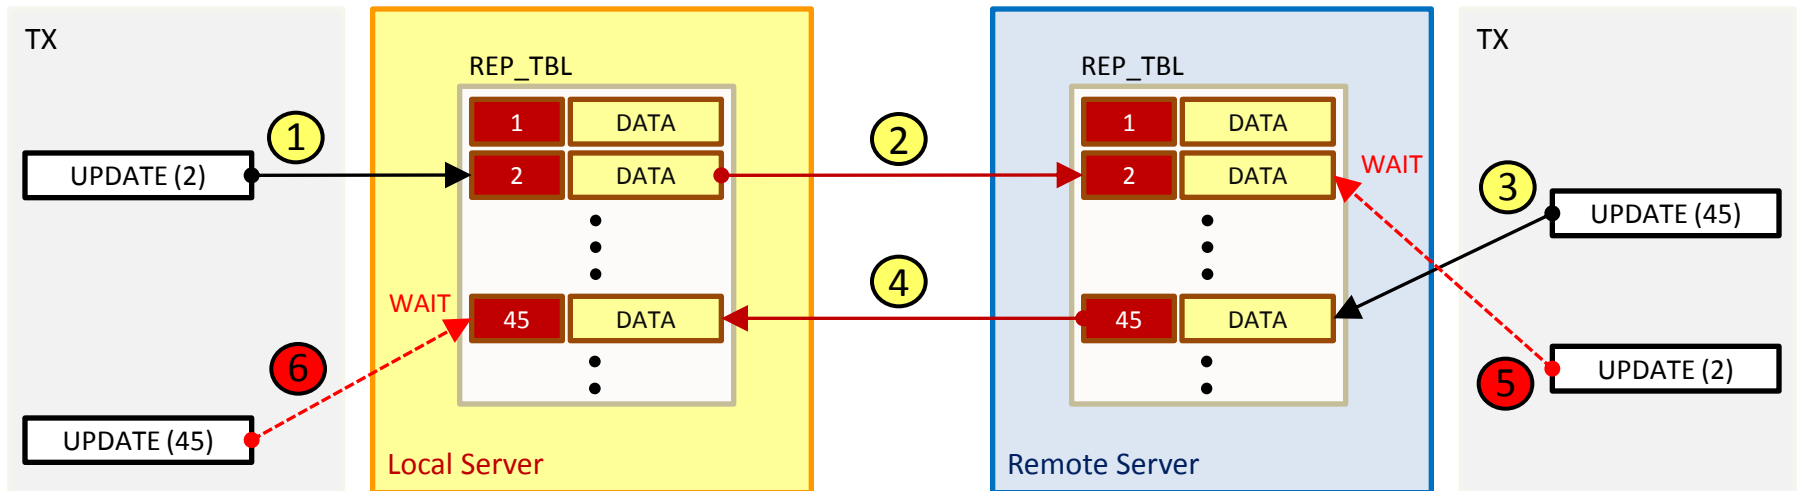 TX
UPDATE (2)
1
UPDATE (45)
6
REP_TBL
1 DATA
2 DATA
WAIT
45 DATA
Local Server
2
4
REP_TBL
1 DATA
2 DATA
WAIT
45 DATA
Remote Server
TX
3
UPDATE (45)
5
UPDATE (2)